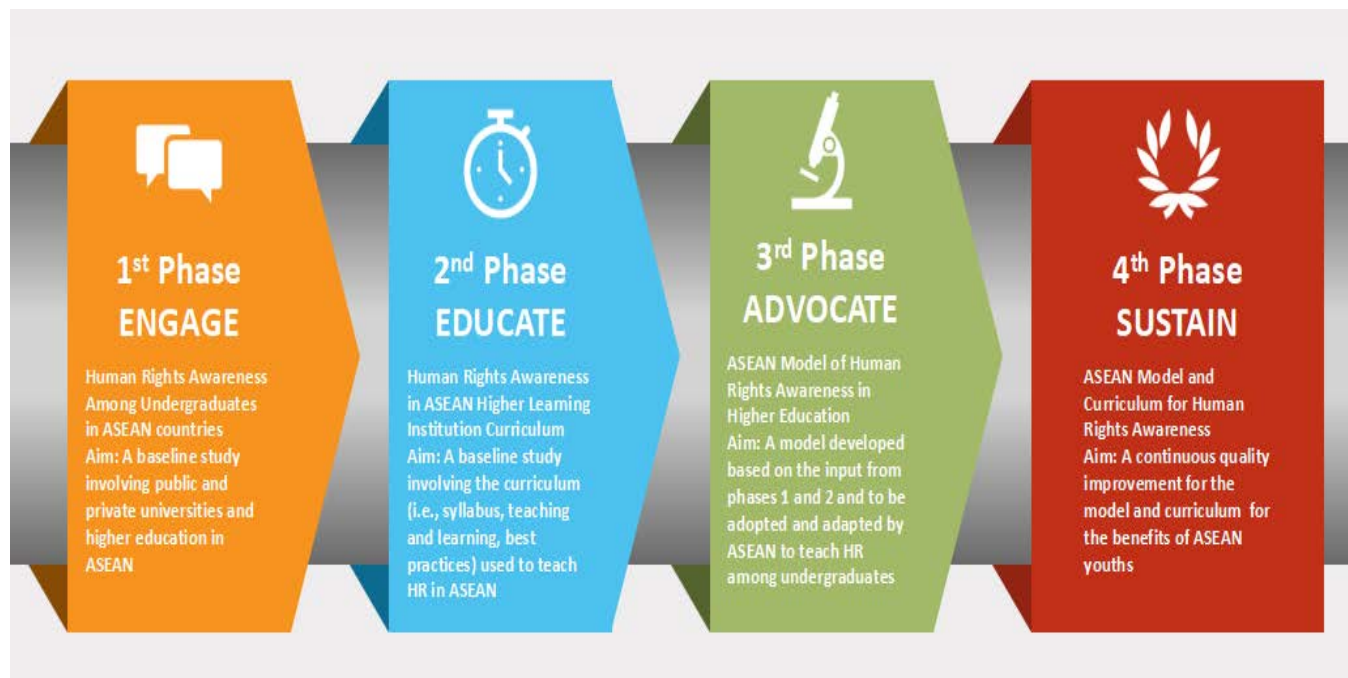 1st Phase
ENGAGE
Human Rights Awareness
Among Undergraduates
in ASEAN countries
Aim: A baseline study
involving public and
private universities and
higher education in
ASEAN
2nd Phase
EDUCATE
Human Rights Awareness
in ASEAN Higher Learning
Institution Curriculum
Aim: A baseline study
involving the curriculum
(i.e., syllabus, teaching
and learning, best
practices) used to teach
HR in ASEAN
3rd Phase
ADVOCATE
ASEAN Model of Human
Rights Awareness in
Higher Education
Aim: A model developed
based on the input from
phases 1 and 2 and to be
adopted and adapted by
ASEAN to teach HR
among undergraduates
4th Phase
SUSTAIN
ASEAN Model and
Curriculum for Human
Rights Awareness
Aim: A continuous quality
improvement for the
model and curriculum for
the benefits of ASEAN
youths